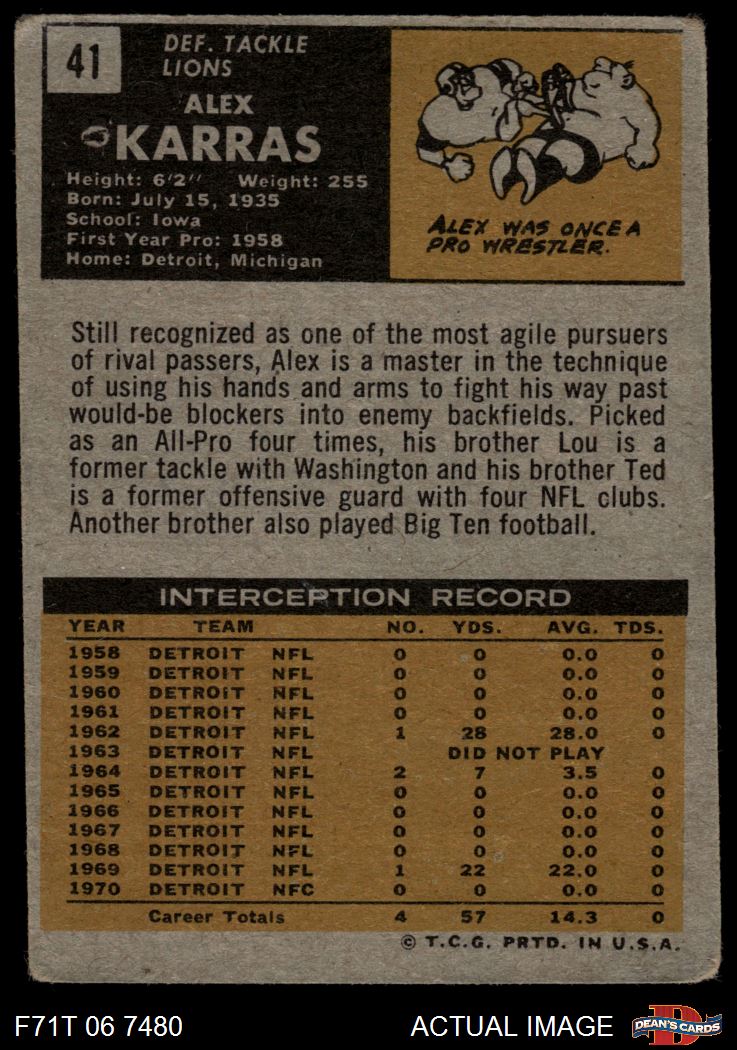 41
DEF. TACKLE
LIONS
ALEX
KARRAS
Height: 6'2" Weight: 255
Born: July 15, 1935
School: Iowa
First Year Pro: 1958
Home: Detroit, Michigan
ALEX WAS ONCE A
PRO WRESTLER.
Still recognized as one of the most agile pursuers
of rival passers, Alex is a master in the technique
of using his hands and arms to fight his way past
would-be blockers into enemy backfields. Picked
as an All-Pro four times, his brother Lou is a
former tackle with Washington and his brother Ted
is a former offensive guard with four NFL clubs.
Another brother also played Big Ten football.
INTERCEPTION RECORD
YEAR TEAM NO. YDS. AVG. TDS.
1958 DETROIT NFL 0 0 0.0 0
1959 DETROIT NFL 0 0 0.0 0
1960 DETROIT NFL 0 0 0.0 0
1961 DETROIT NFL 0 0 0.0 0
1962 DETROIT NFL 1 28 28.0 0
1963 DETROIT NFL DID NOT PLAY
1964 DETROIT NFL 2 7 3.5 0
1965 DETROIT NFL 0 0 0.0 0
1966 DETROIT NFL 0 0 0.0 0
1967 DETROIT NFL 0 0 0.0 0
1968 DETROIT NFL 0 0 0.0 0
1969 DETROIT NFL 1 22 22.0 0
1970 DETROIT NFC 0 0 0.0 0
Career Totals 4 57 14.3 0
© T.C.G. PRTD. IN U.S.A.
F71T 06 7480 ACTUAL IMAGE D DEAN'S CARDS